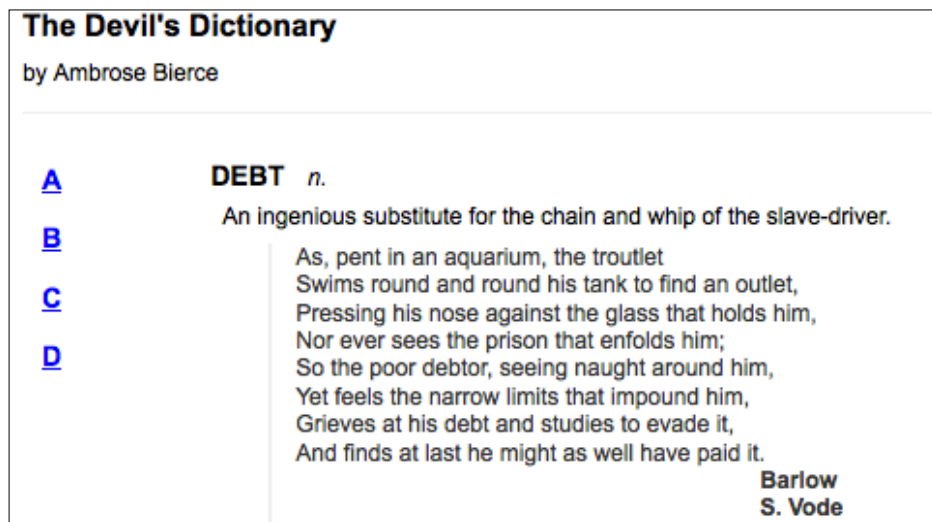 The Devil's Dictionary
by Ambrose Bierce
A
B
C
D
DEBT n.
An ingenious substitute for the chain and whip of the slave-driver.
As, pent in an aquarium, the troutlet
Swims round and round his tank to find an outlet,
Pressing his nose against the glass that holds him,
Nor ever sees the prison that enfolds him;
So the poor debtor, seeing naught around him,
Yet feels the narrow limits that impound him,
Grieves at his debt and studies to evade it,
And finds at last he might as well have paid it.
Barlow
S. Vode